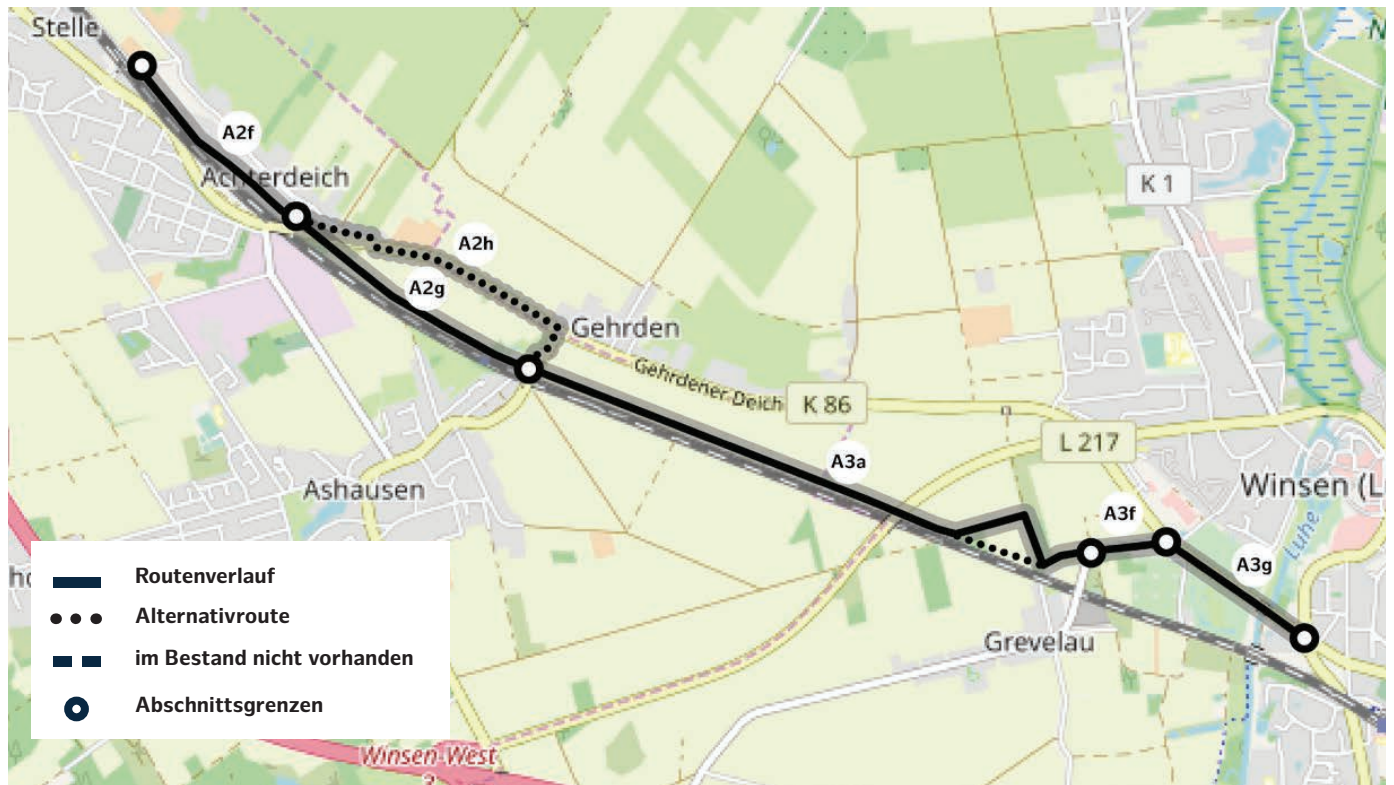 Stelle
A2f
Achterdeich
K 1
A2h
A2g
Gehrden
Gehrdener Deich
K 86
L 217
A3a
Ashausen
Winsen (L
A3f
Luhe
A3g
Grevelau
Routenverlauf
Alternativroute
im Bestand nicht vorhanden
Abschnittsgrenzen
Winsen-West